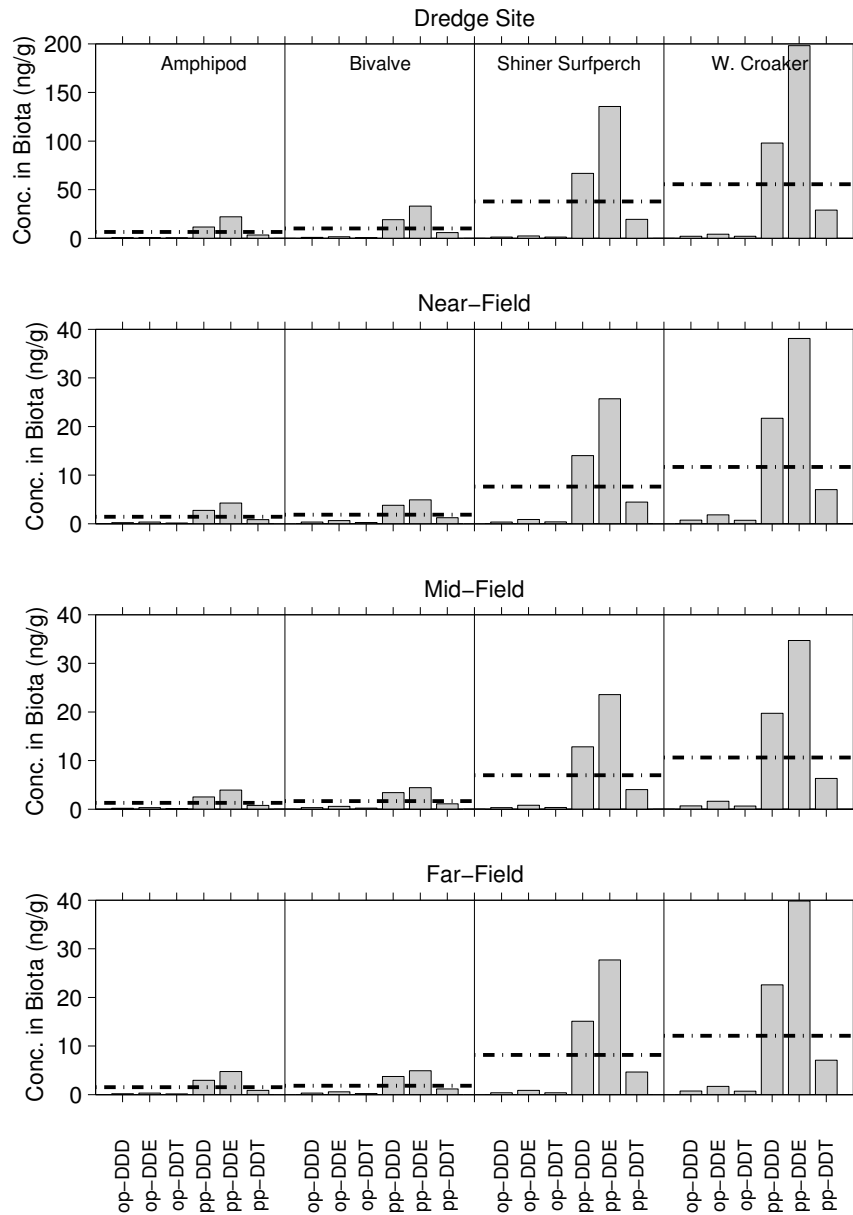 Dredge Site
Conc. in Biota (ng/g)
200
150
100
50
0
Amphipod Bivalve Shiner Surfperch W. Croaker
Near−Field
Conc. in Biota (ng/g)
40
30
20
10
0
Mid−Field
Conc. in Biota (ng/g)
40
30
20
10
0
Far−Field
Conc. in Biota (ng/g)
40
30
20
10
0
op−DDD op−DDE op−DDT pp−DDD pp−DDE pp−DDT op−DDD op−DDE op−DDT pp−DDD pp−DDE pp−DDT op−DDD op−DDE op−DDT pp−DDD pp−DDE pp−DDT op−DDD op−DDE op−DDT pp−DDD pp−DDE pp−DDT